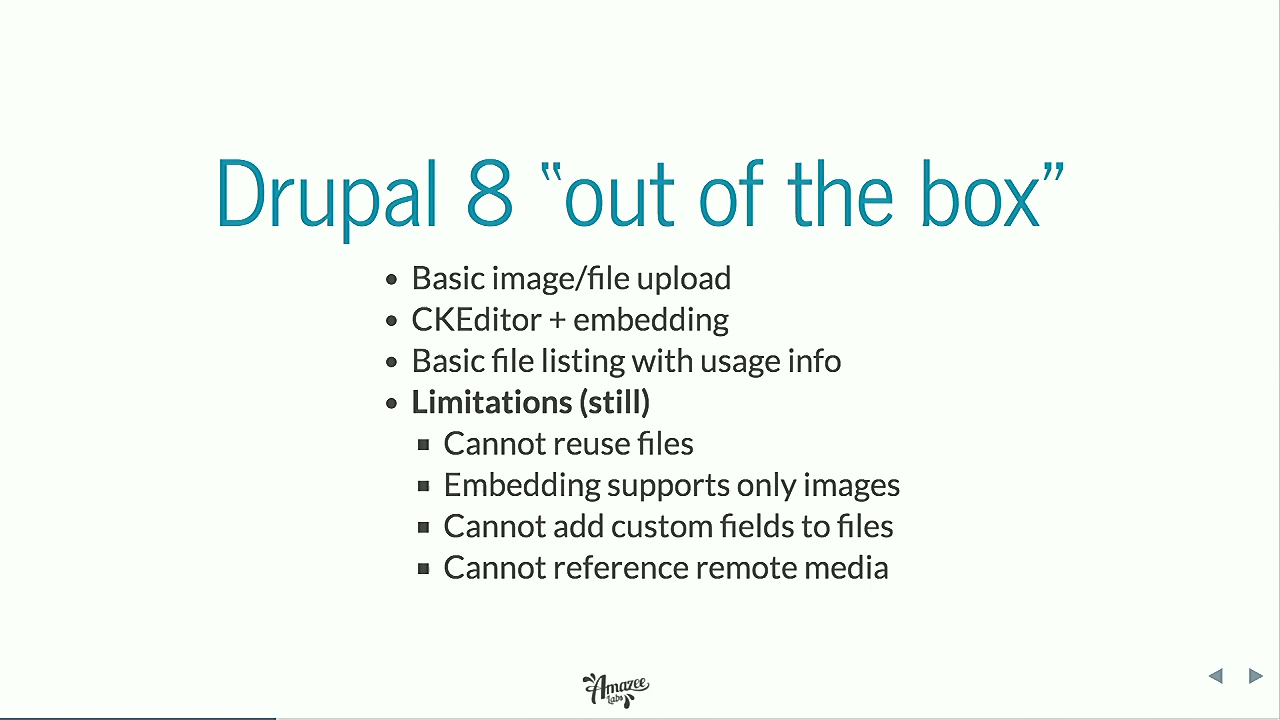 Drupal 8 “out of the box”
Basic image/file upload
CKEditor + embedding
Basic file listing with usage info
Limitations (still)
Cannot reuse files
Embedding supports only images
Cannot add custom fields to files
Cannot reference remote media
Amazee
Labs